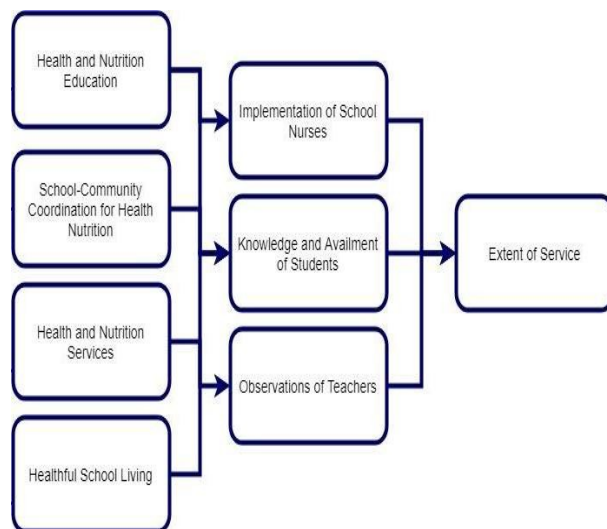 Health and Nutrition
Education
School-Community
Coordination for Health
Nutrition
Health and Nutrition
Services
Healthful School Living
Implementation of School
Nurses
Knowledge and Availment
of Students
Observations of Teachers
Extent of Service